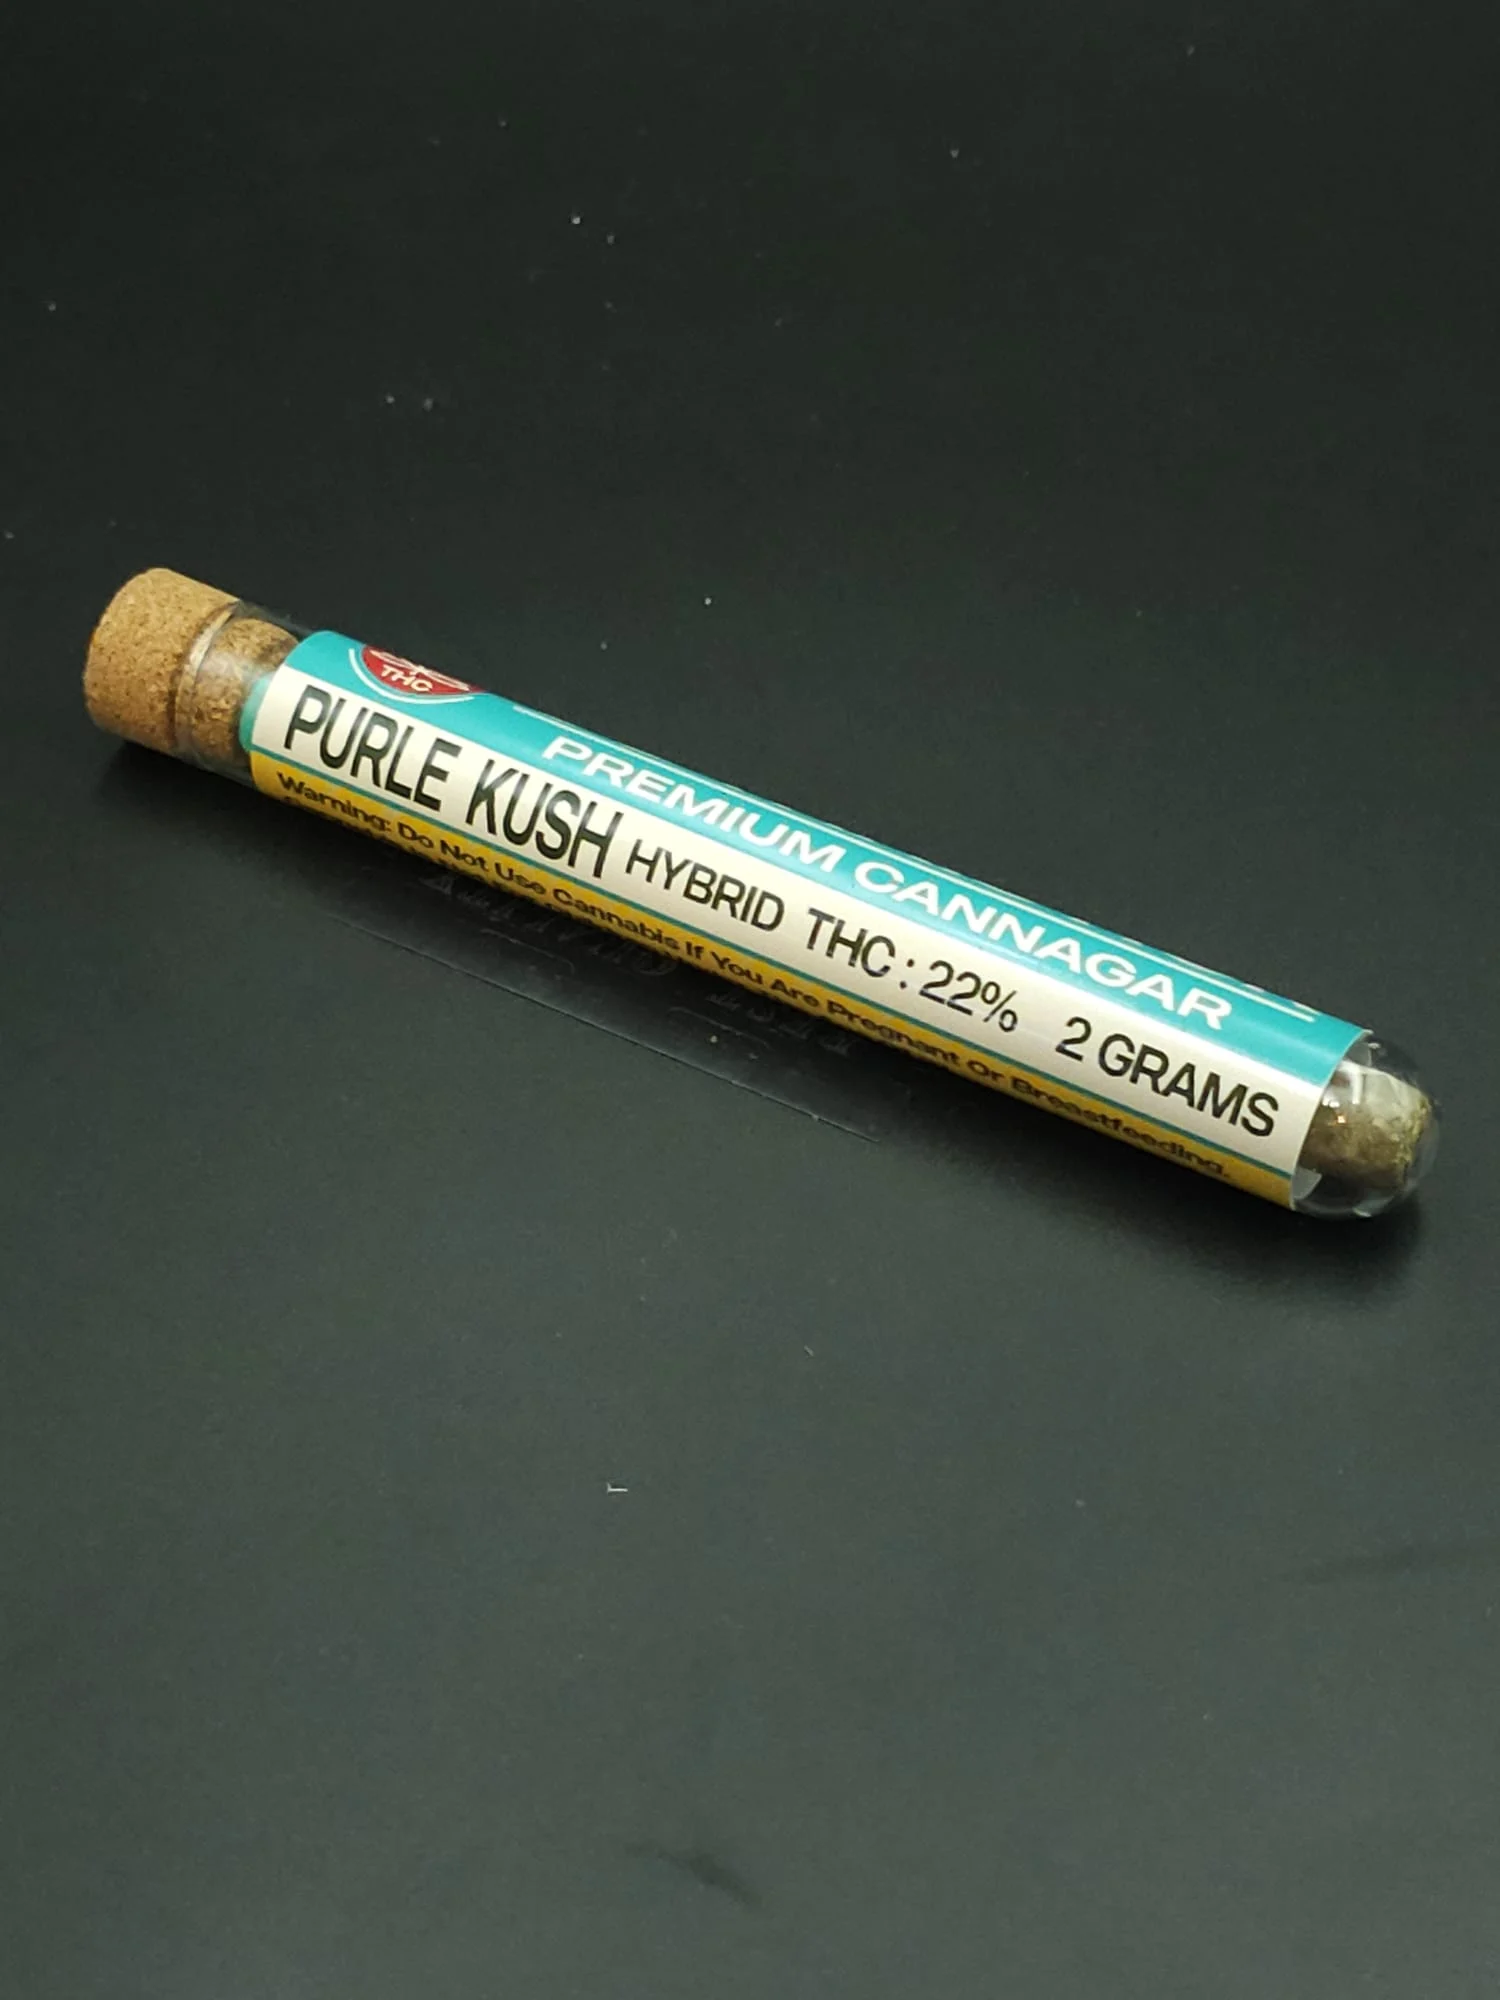 THC
PREMIUM CANNAGAR
PURLE KUSH HYBRID THC: 22% 2 GRAMS
Warning: Do Not Use Cannabis If You Are Pregnant Or Breastfeeding.